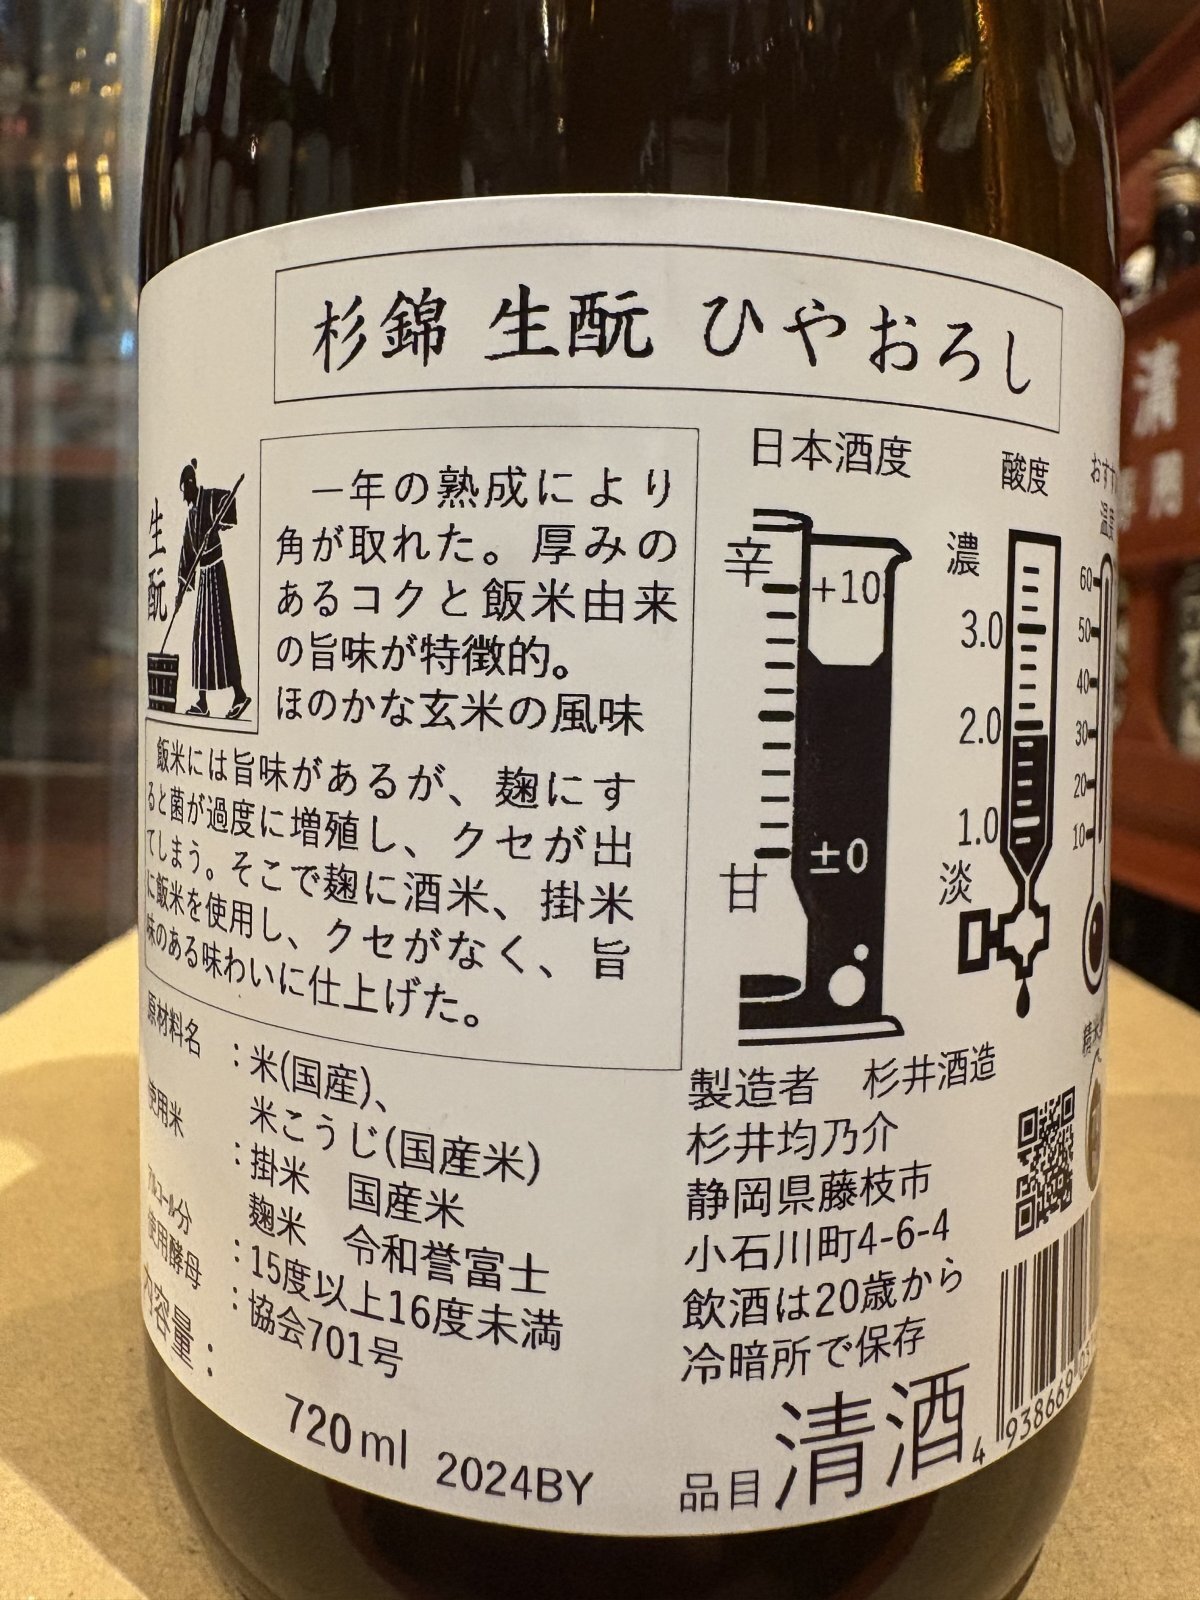 杉錦 生酛 ひやおろし
生酛
一年の熟成により
角が取れた。厚みの
あるコクと飯米由来
の旨味が特徴的。
ほのかな玄米の風味
飯米には旨味があるが、麹にす
ると菌が過度に増殖し、クセが出
てしまう。そこで麹に酒米、掛米
に飯米を使用し、クセがなく、旨
味のある味わいに仕上げた。
日本酒度
辛
+10
±0
甘
酸度
濃
3.0
2.0
1.0
淡
おすす
温度
60
50
40
30
20
10
原材料名:米(国産)、
米こうじ(国産米)
使用米:掛米 国産米
麹米 令和誉富士
アルコール分:15度以上16度未満
使用酵母:協会701号
内容量:
720ml 2024BY
製造者 杉井酒造
杉井均乃介
静岡県藤枝市
小石川町4-6-4
飲酒は20歳から
冷暗所で保存
品目 清酒
4 938669
清